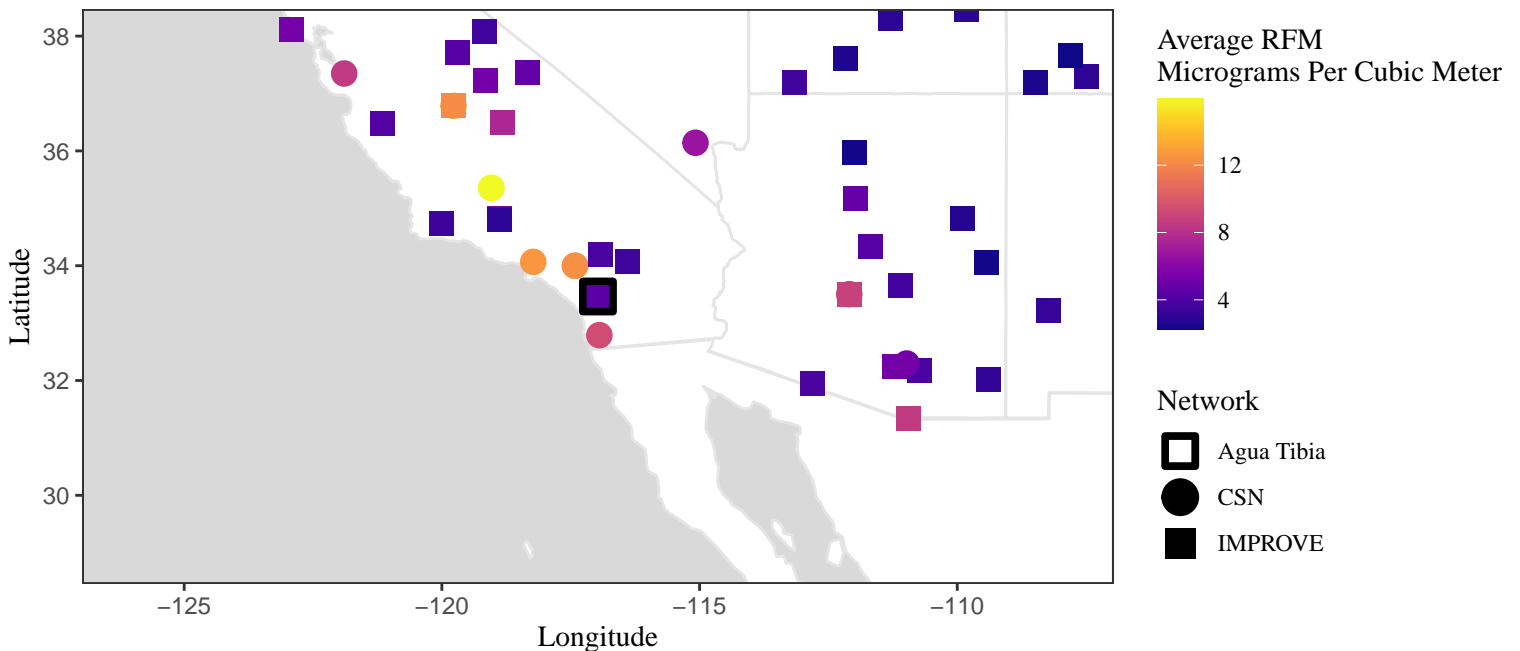 38
36
34
32
30
Latitude
−125
−120
−115
−110
Longitude
Average RFM
Micrograms Per Cubic Meter
12
8
4
Network
Agua Tibia
CSN
IMPROVE